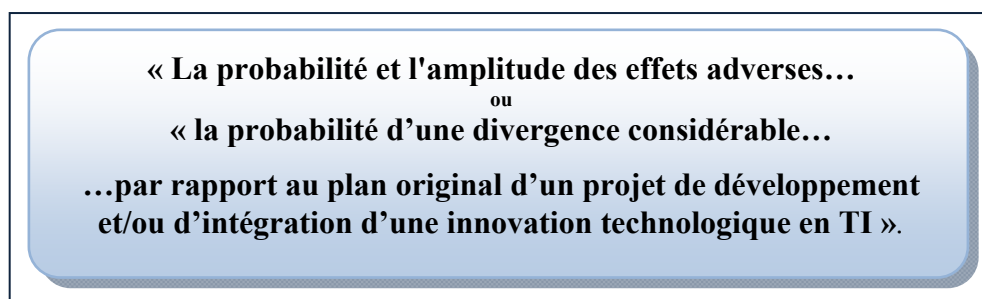 « La probabilité et l'amplitude des effets adverses…
ou
« la probabilité d’une divergence considérable…
…par rapport au plan original d’un projet de développement
et/ou d’intégration d’une innovation technologique en TI ».